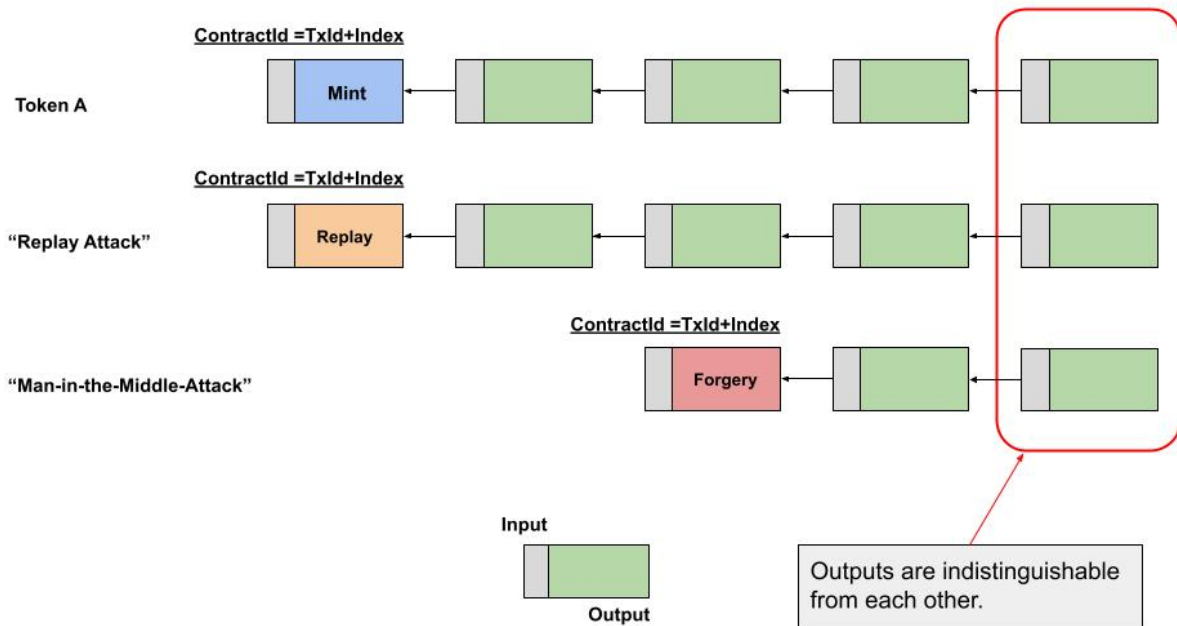 ContractId =TxId+Index
Token A
Mint
ContractId =TxId+Index
“Replay Attack”
Replay
ContractId =TxId+Index
“Man-in-the-Middle-Attack”
Forgery
Input
Output
Outputs are indistinguishable
from each other.